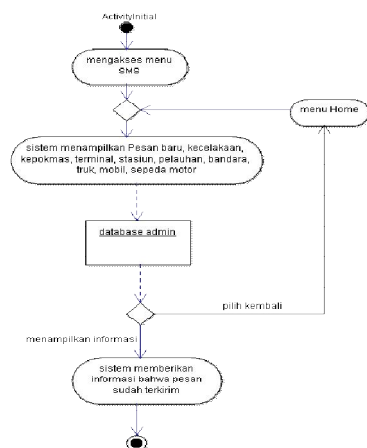 ActivityInitial
mengakses menu
SMS
menu Home
sistem menampilkan Pesan baru, kecelakaan,
kepokmas, terminal, stasiun, pelauhan, bandara,
truk, mobil, sepeda motor
database admin
pilih kembali
menampilkan informasi
sistem memberikan
informasi bahwa pesan
sudah terkirim